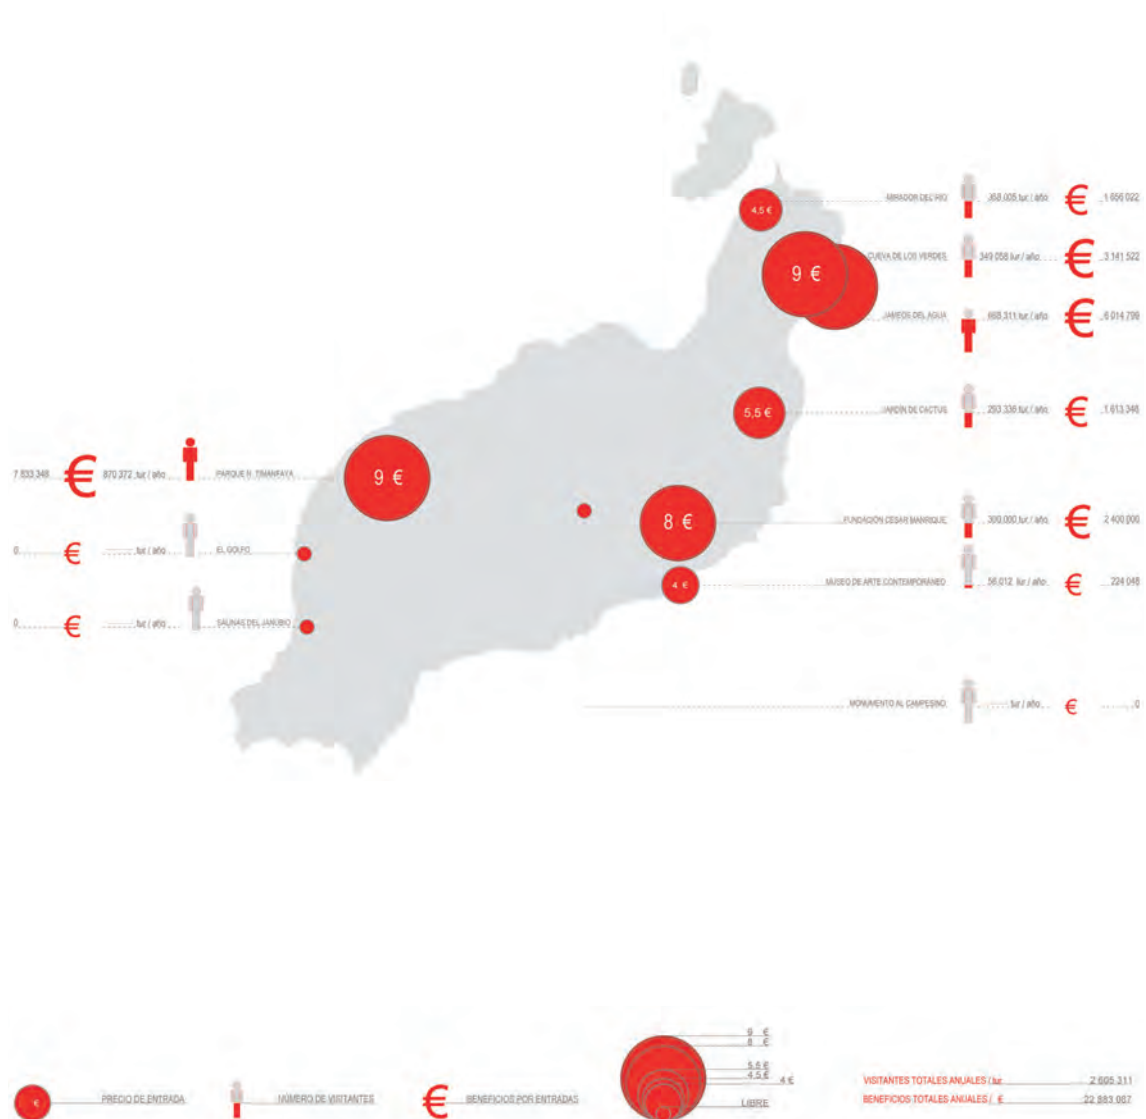 MIRADOR DEL RIO 368 005 tur / año € 1 656 022
4,5 €
CUEVA DE LOS VERDES 349 058 tur / año € 3 141 522
9 €
JAMEOS DEL AGUA 668 311 tur / año € 6 014 799
5,5 €
JARDÍN DE CACTUS 293 336 tur / año € 1 613 348
7 833 348 € 870 372 tur / año PARQUE N. TIMANFAYA
9 €
8 €
FUNDACIÓN CESAR MANRIQUE 300 000 tur / año € 2 400 000
0 € tur / año EL GOLFO
4 €
MUSEO DE ARTE CONTEMPORÁNEO 56 012 tur / año € 224 048
0 € tur / año SALINAS DEL JANUBIO
MONUMENTO AL CAMPESINO tur / año € 0
9 €
8 €
5,5 €
4,5 €
4 €
LIBRE
€ PRECIO DE ENTRADA
NÚMERO DE VISITANTES
€ BENEFICIOS POR ENTRADAS
VISITANTES TOTALES ANUALES / tur 2 605 311
BENEFICIOS TOTALES ANUALES / € 22 883 087